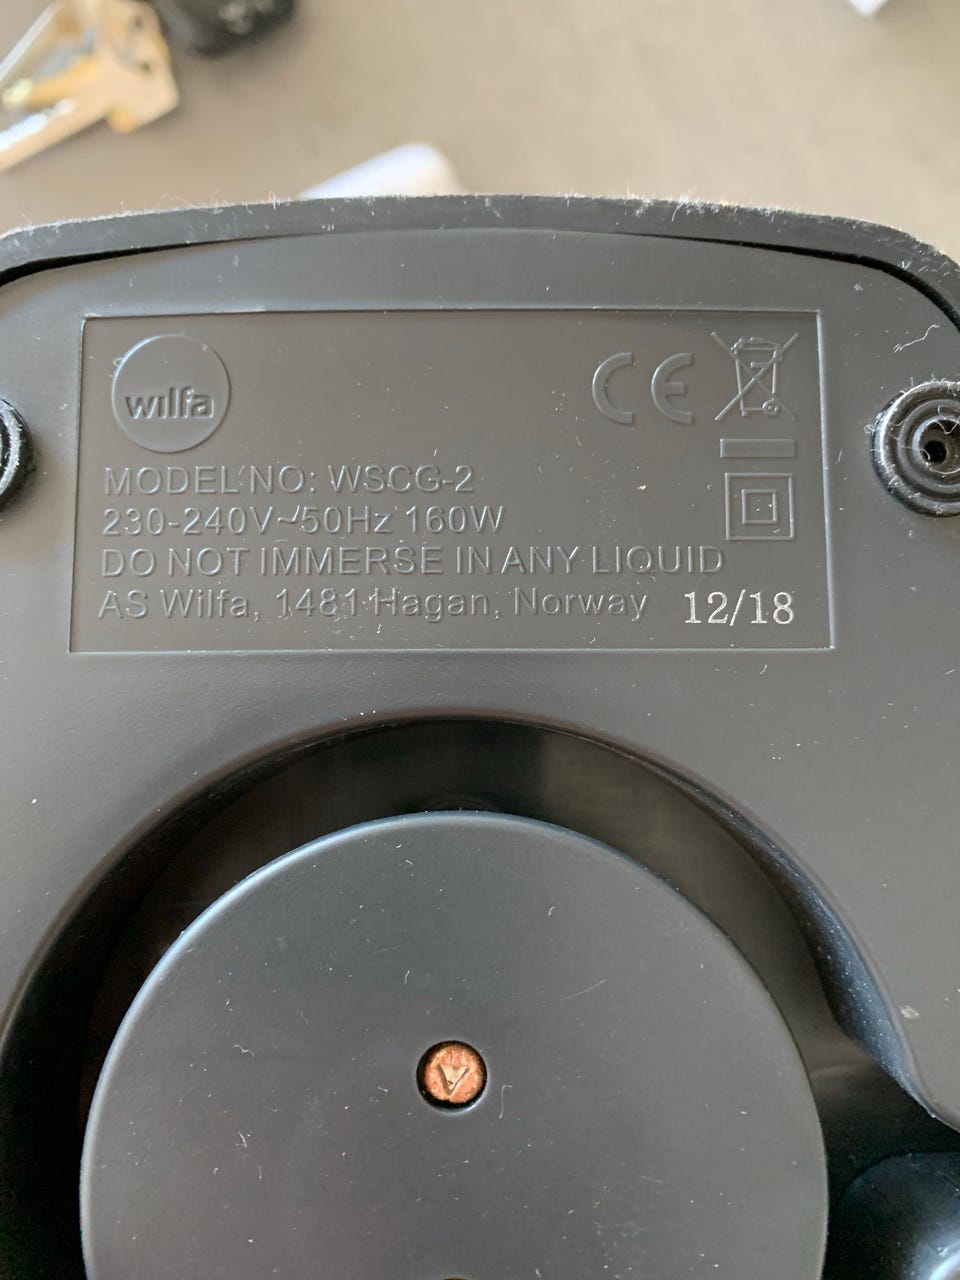 wilfa
CE
MODEL NO: WSCG-2
230-240V~50Hz 160W
DO NOT IMMERSE IN ANY LIQUID
AS Wilfa, 1481 Hagan, Norway 12/18